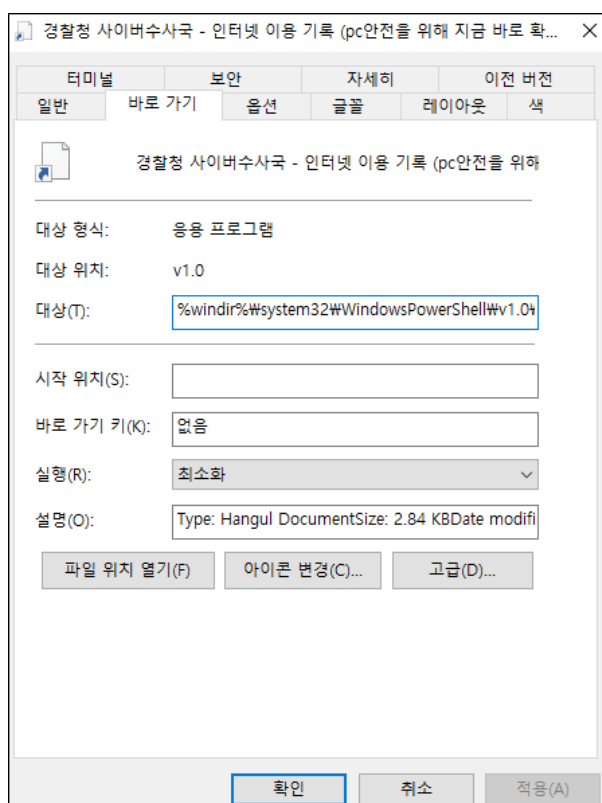 경찰청 사이버수사국 - 인터넷 이용 기록 (pc안전을 위해 지금 바로 확...
터미널 보안 자세히 이전 버전
일반 바로 가기 옵션 글꼴 레이아웃 색
경찰청 사이버수사국 - 인터넷 이용 기록 (pc안전을 위해
대상 형식: 응용 프로그램
대상 위치: v1.0
대상(T): %windir%₩system32₩WindowsPowerShell₩v1.0₩
시작 위치(S):
바로 가기 키(K): 없음
실행(R): 최소화
설명(O): Type: Hangul DocumentSize: 2.84 KBDate modifi
파일 위치 열기(F) 아이콘 변경(C)... 고급(D)...
확인 취소 적용(A)